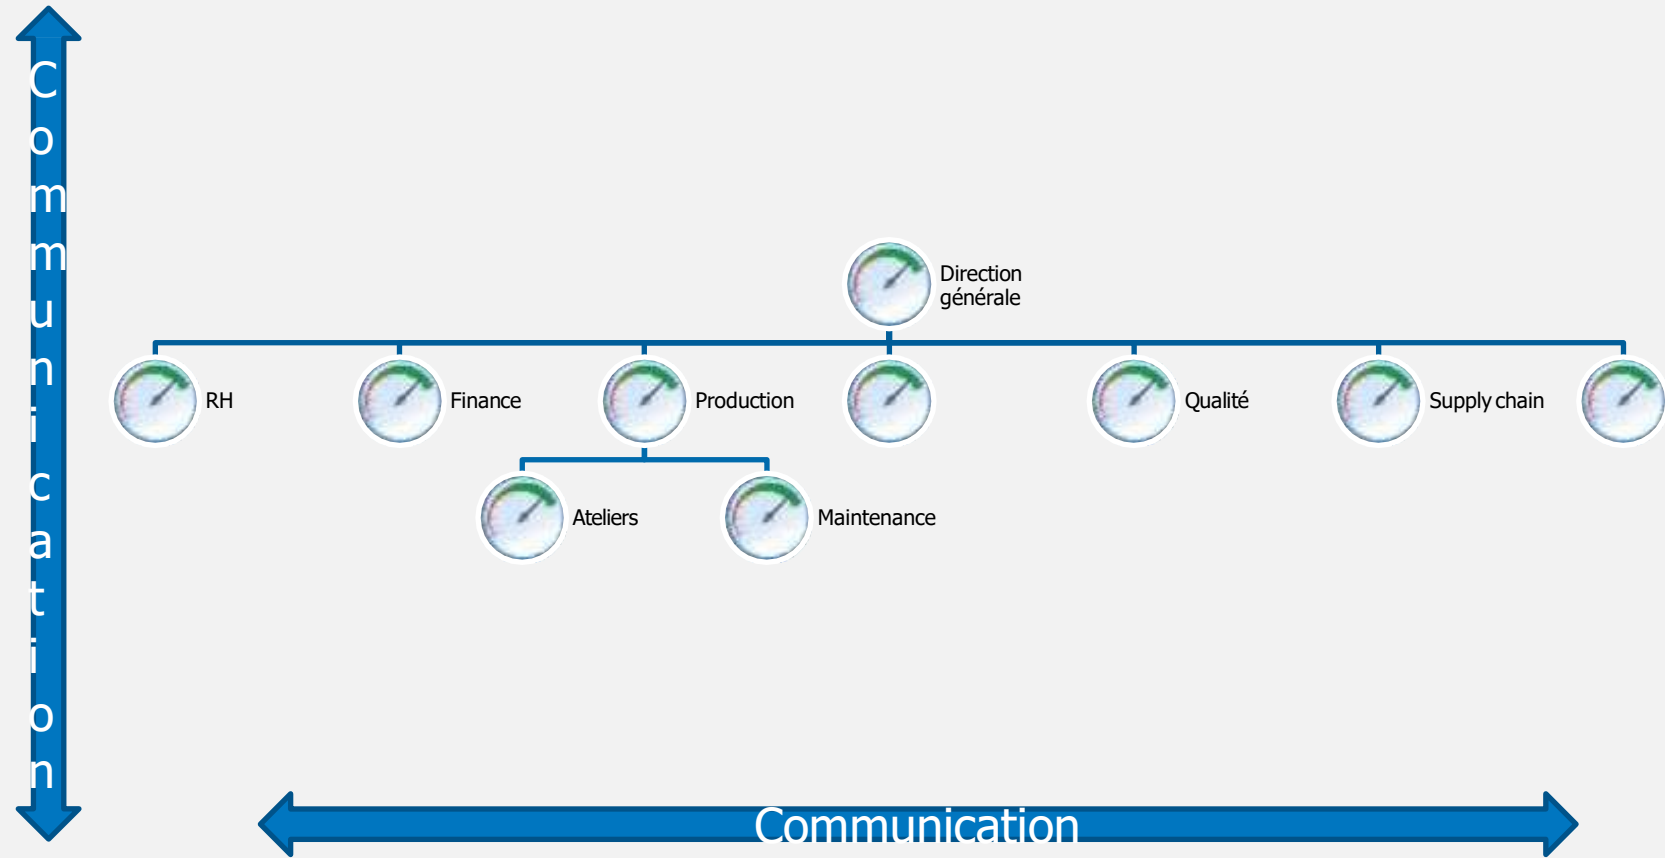 Communication
Direction
générale
RH
Finance
Production
Qualité
Supply chain
Ateliers
Maintenance
Communication